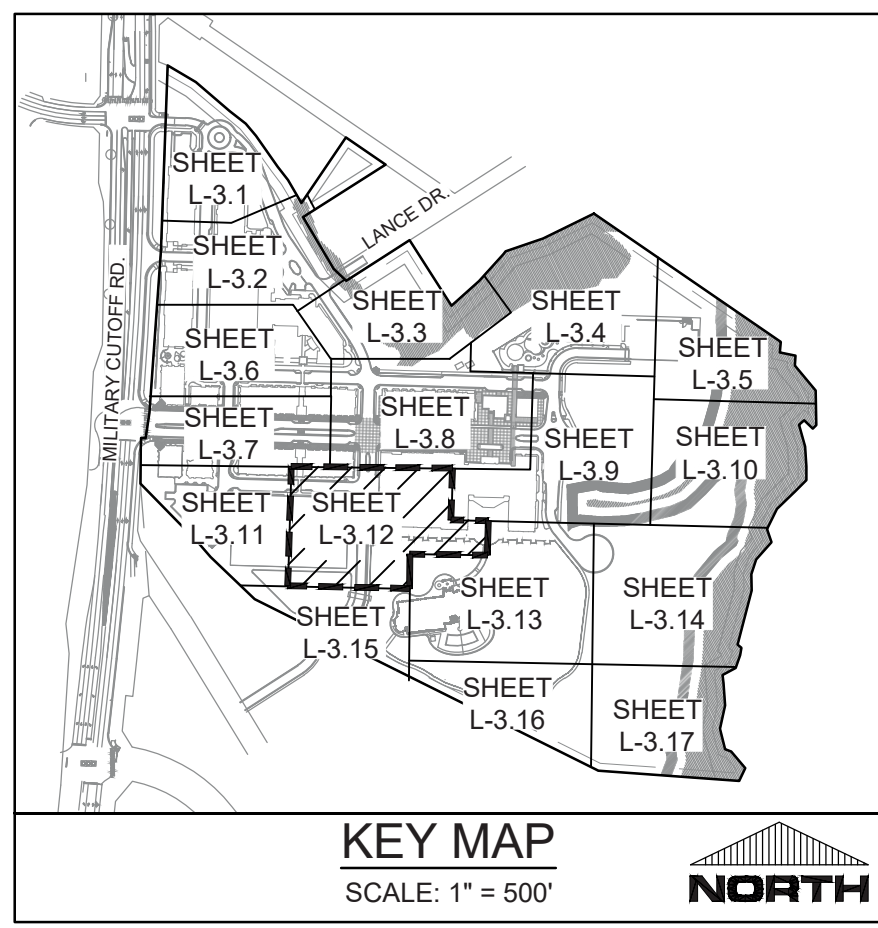 SHEET
L-3.1
LANCE DR.
SHEET
L-3.2
MILITARY CUTOFF RD.
SHEET
L-3.3
SHEET
L-3.4
SHEET
L-3.5
SHEET
L-3.6
SHEET
L-3.7
SHEET
L-3.8
SHEET
L-3.9
SHEET
L-3.10
SHEET
L-3.11
SHEET
L-3.12
SHEET
L-3.13
SHEET
L-3.14
SHEET
L-3.15
SHEET
L-3.16
SHEET
L-3.17
KEY MAP
SCALE: 1" = 500'
NORTH